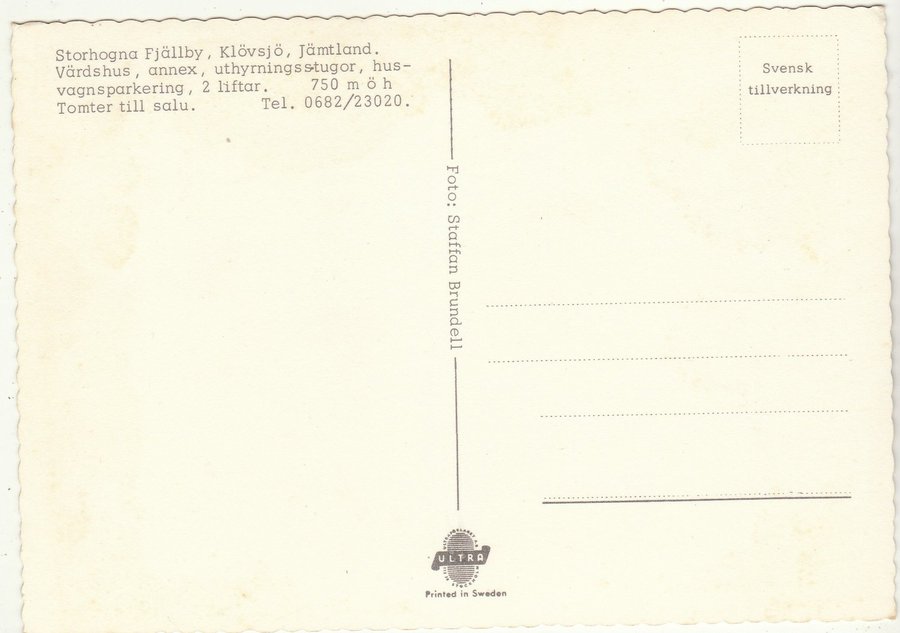 Storhogna Fjällby, Klövsjö, Jämtland.
Värdshus, annex, uthyrningsstugor, hus-
vagnsparkering, 2 liftar. 750 m ö h
Tomter till salu. Tel. 0682/23020.
Svensk
tillverkning
Foto: Staffan Brundell
ULTRA
Printed in Sweden